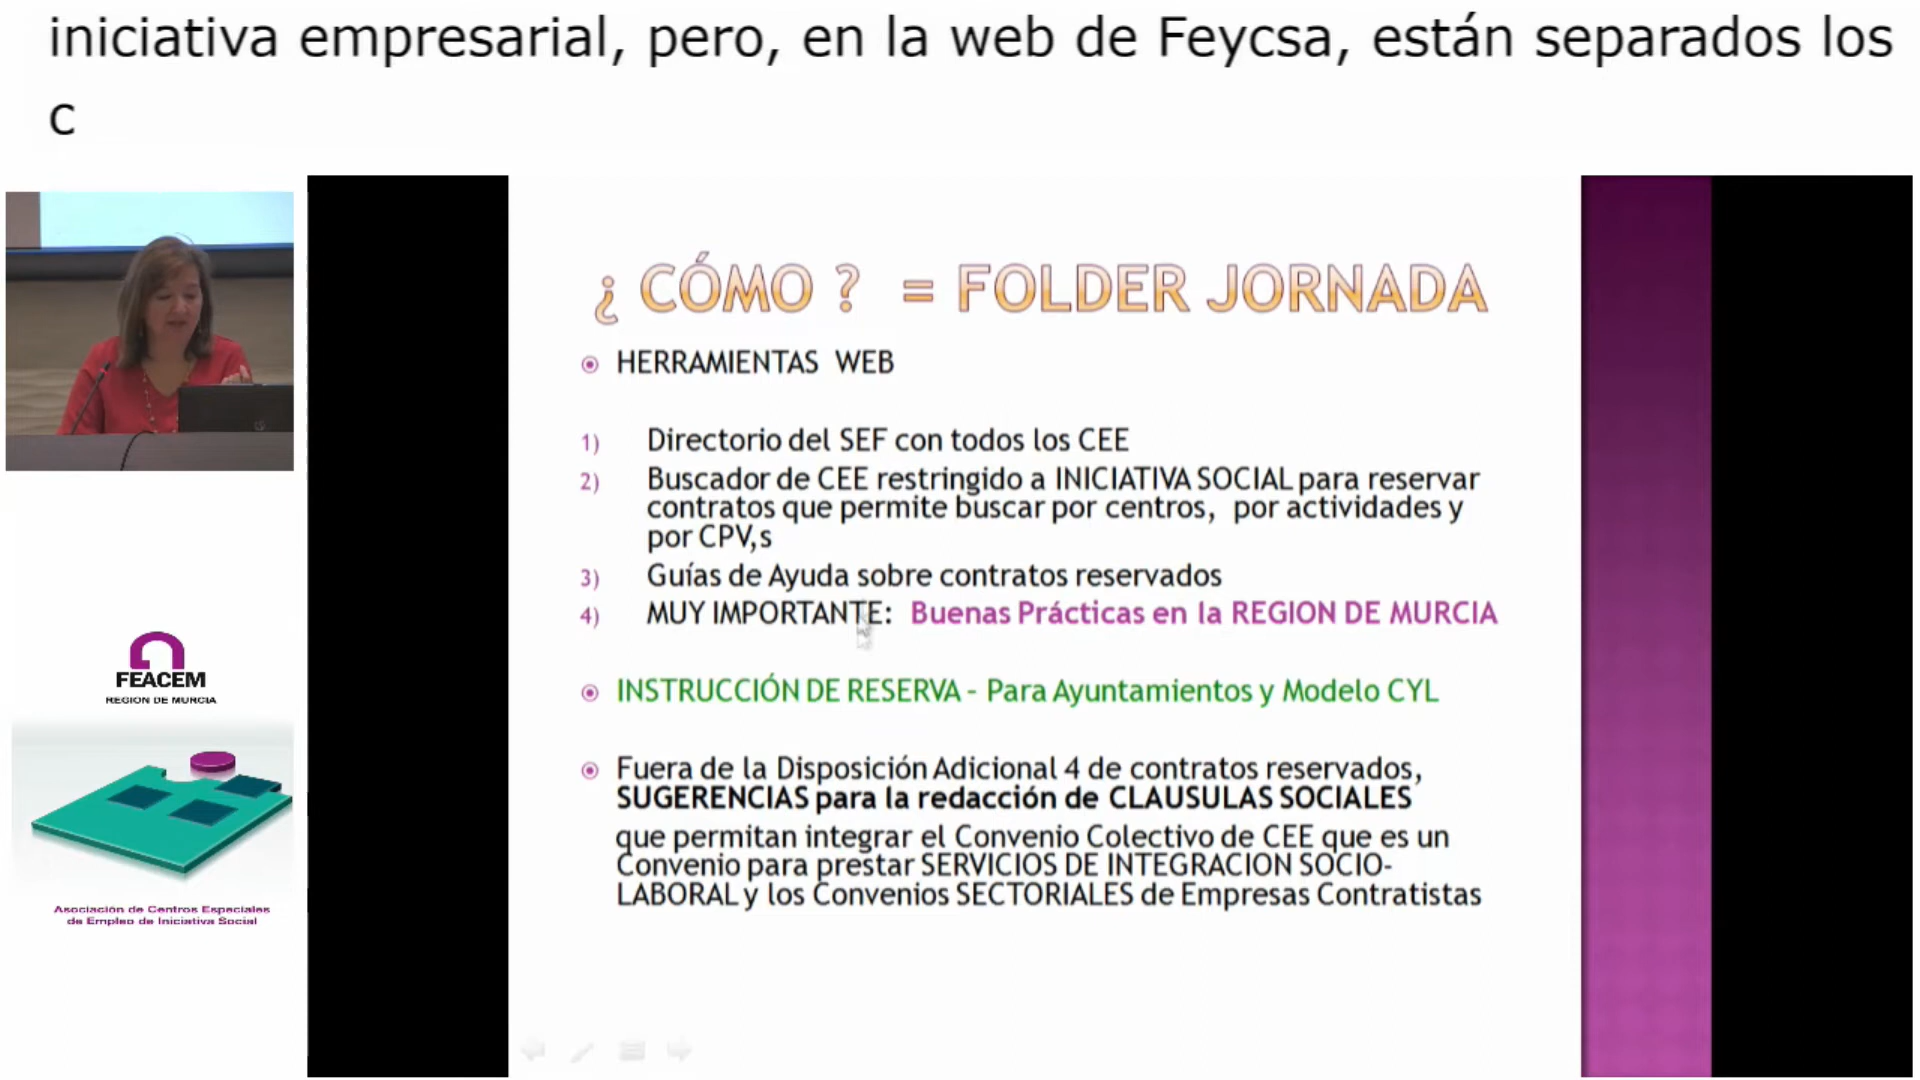 iniciativa empresarial, pero, en la web de Feycsa, están separados los
c
¿ CÓMO ? = FOLDER JORNADA
HERRAMIENTAS WEB
1) Directorio del SEF con todos los CEE
2) Buscador de CEE restringido a INICIATIVA SOCIAL para reservar
contratos que permite buscar por centros, por actividades y
por CPV,s
3) Guías de Ayuda sobre contratos reservados
4) MUY IMPORTANTE: Buenas Prácticas en la REGION DE MURCIA
INSTRUCCIÓN DE RESERVA - Para Ayuntamientos y Modelo CYL
Fuera de la Disposición Adicional 4 de contratos reservados,
SUGERENCIAS para la redacción de CLAUSULAS SOCIALES
que permitan integrar el Convenio Colectivo de CEE que es un
Convenio para prestar SERVICIOS DE INTEGRACION SOCIO-
LABORAL y los Convenios SECTORIALES de Empresas Contratistas
FEACEM
REGION DE MURCIA
Asociación de Centros Especiales
de Empleo de Iniciativa Social